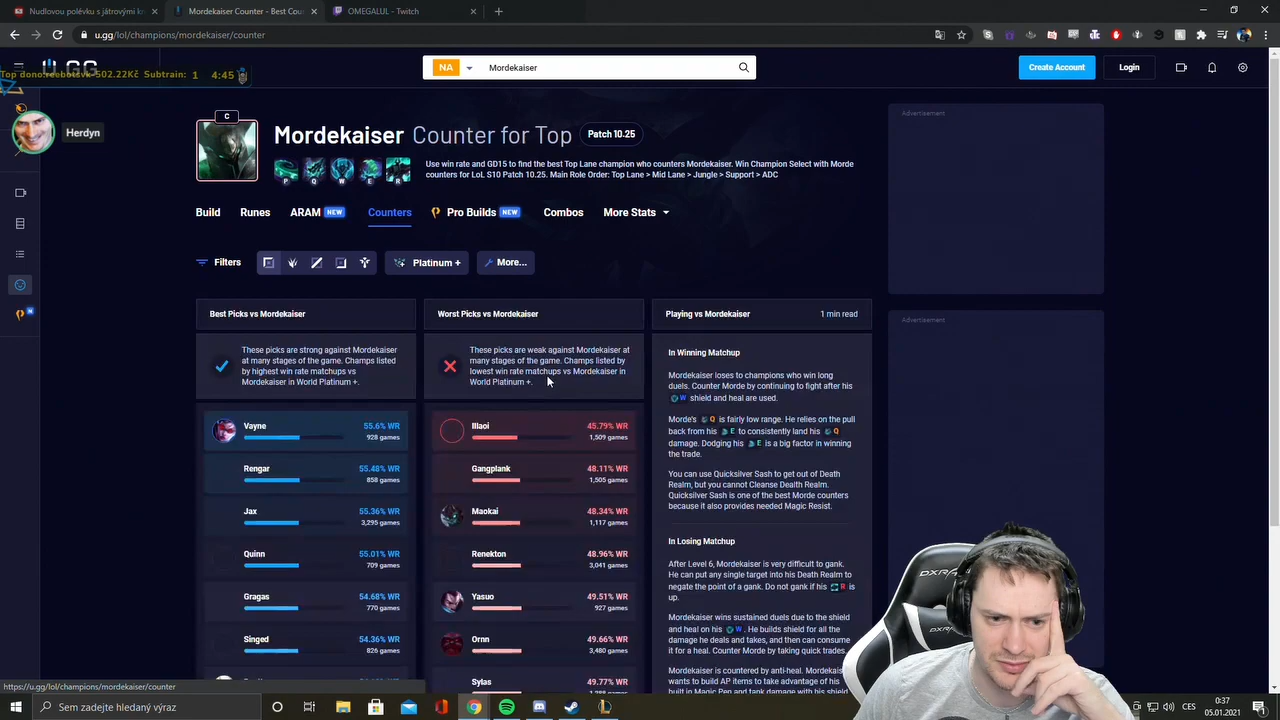 Nudlovou polévku s játrovými kn
Mordekaiser Counter - Best Coun
OMEGALUL - Twitch
u.gg/lol/champions/mordekaiser/counter
Top dono:reebotsvk-502.22Kč Subtrain: 1 4:45
U.GG
NA
Mordekaiser
Create Account
Login
Herdyn
C
Mordekaiser Counter for Top
Patch 10.25
P Q W E R
Use win rate and GD15 to find the best Top Lane champion who counters Mordekaiser. Win Champion Select with Morde
counters for LoL S10 Patch 10.25. Main Role Order: Top Lane > Mid Lane > Jungle > Support > ADC
Build
Runes
ARAM NEW
Counters
Pro Builds NEW
Combos
More Stats
Filters
Platinum +
More...
Best Picks vs Mordekaiser
These picks are strong against Mordekaiser
at many stages of the game. Champs listed
by highest win rate matchups vs
Mordekaiser in World Platinum +.
Vayne 55.6% WR
928 games
Rengar 55.48% WR
858 games
Jax 55.36% WR
3,295 games
Quinn 55.01% WR
709 games
Gragas 54.68% WR
770 games
Singed 54.36% WR
826 games
Worst Picks vs Mordekaiser
These picks are weak against Mordekaiser at
many stages of the game. Champs listed by
lowest win rate matchups vs Mordekaiser in
World Platinum +.
Illaoi 45.79% WR
1,509 games
Gangplank 48.11% WR
1,505 games
Maokai 48.34% WR
1,117 games
Renekton 48.96% WR
3,041 games
Yasuo 49.51% WR
927 games
Ornn 49.66% WR
3,480 games
Sylas 49.77% WR
Playing vs Mordekaiser 1 min read
In Winning Matchup
Mordekaiser loses to champions who win long
duels. Counter Morde by continuing to fight after his
W shield and heal are used.
Morde's Q is fairly low range. He relies on the pull
back from his E to consistently land his Q
damage. Dodging his E is a big factor in winning
the trade.
You can use Quicksilver Sash to get out of Death
Realm, but you cannot Cleanse Death Realm.
Quicksilver Sash is one of the best Morde counters
because it also provides needed Magic Resist.
In Losing Matchup
After Level 6, Mordekaiser is very difficult to gank.
He can put any single target into his Death Realm to
negate the point of a gank. Do not gank if his R is
up.
Mordekaiser wins sustained duels due to the shield
and heal on his W. He builds shield for all the
damage he deals and takes, and then can consume
it for a heal. Counter Morde by taking quick trades.
Mordekaiser is countered by anti-heal.
wants to build AP items to take advantage of
built in Magic Pen and tank damage with his shield
Advertisement
Advertisement
DXR
https://u.gg/lol/champions/mordekaiser/counter
Sem zadejte hledaný výraz
CES
0:37
05.01.2021